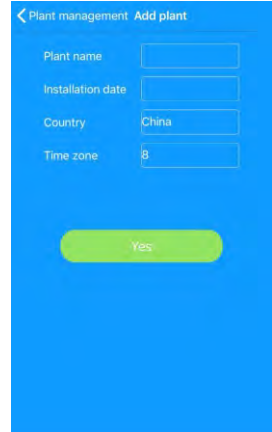 Plant management Add plant
Plant name
Installation date
Country China
Time zone 8
Yes